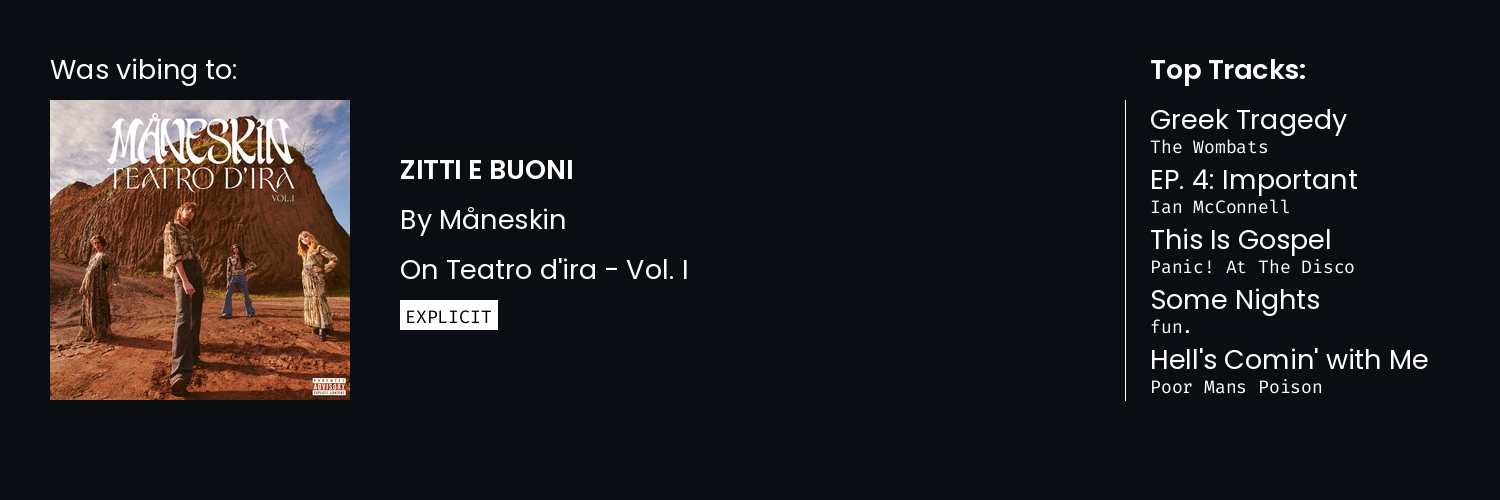 Was vibing to:
MÅNESKIN
TEATRO D'IRA
VOL.I
PARENTAL
ADVISORY
EXPLICIT CONTENT
ZITTI E BUONI
By Måneskin
On Teatro d'ira - Vol. I
EXPLICIT
Top Tracks:
Greek Tragedy
The Wombats
EP. 4: Important
Ian McConnell
This Is Gospel
Panic! At The Disco
Some Nights
fun.
Hell's Comin' with Me
Poor Mans Poison